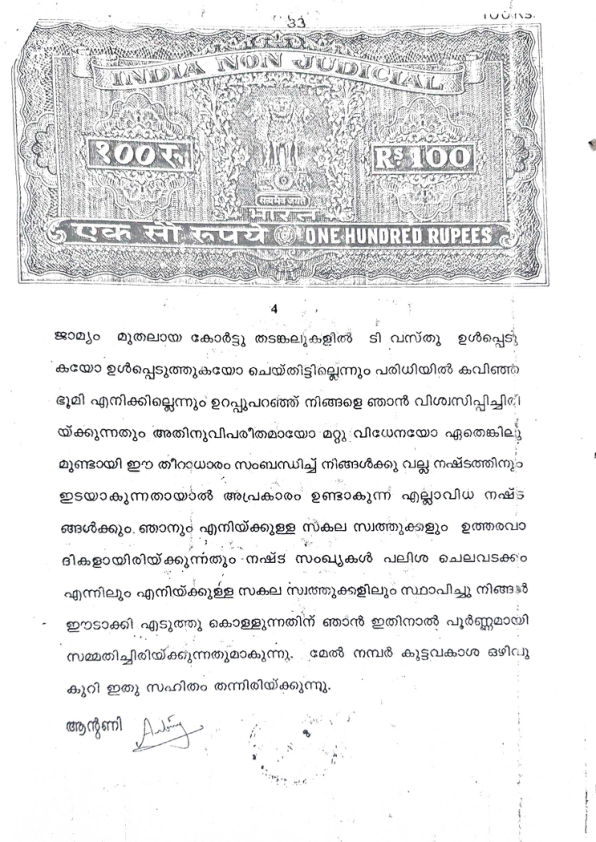 33
100RS.
INDIA NON JUDICIAL
१००रु.
RS 100
सत्यमेव जयते
भारत
एक सौ रूपये ONE HUNDRED RUPEES
4
ജാമ്യം മുതലായ കോർട്ടു തടങ്കലുകളിൽ ടി വസ്തു ഉൾപ്പെടു
കയോ ഉൾപ്പെടുത്തുകയോ ചെയ്തിട്ടില്ലെന്നും പരിധിയിൽ കവിഞ്ഞ
ഭൂമി എനിക്കില്ലെന്നും ഉറപ്പുപറഞ്ഞ് നിങ്ങളെ ഞാൻ വിശ്വസിപ്പിച്ചിരി
യ്ക്കുന്നതും അതിനുവിപരീതമായോ മറ്റു വിധേനയോ ഏതെങ്കിലു
മുണ്ടായി ഈ തീറാധാരം സംബന്ധിച്ച് നിങ്ങൾക്കു വല്ല നഷ്ടത്തിനും
ഇടയാകുന്നതായാൽ അപ്രകാരം ഉണ്ടാകുന്ന എല്ലാവിധ നഷ്ട
ങ്ങൾക്കും ഞാനും എനിയ്ക്കുള്ള സകല സ്വത്തുക്കളും ഉത്തരവാ
ദികളായിരിയ്ക്കുന്നതും നഷ്ട സംഖ്യകൾ പലിശ ചെലവടക്കം
എന്നിലും എനിയ്ക്കുള്ള സകല സ്വത്തുക്കളിലും സ്ഥാപിച്ചു നിങ്ങൾ
ഈടാക്കി എടുത്തു കൊള്ളുന്നതിന് ഞാൻ ഇതിനാൽ പൂർണ്ണമായി
സമ്മതിച്ചിരിയ്ക്കുന്നതുമാകുന്നു. മേൽ നമ്പർ കൂട്ടവകാശ ഒഴിവു
കുറി ഇതു സഹിതം തന്നിരിയ്ക്കുന്നു.
ആന്റണി Antony